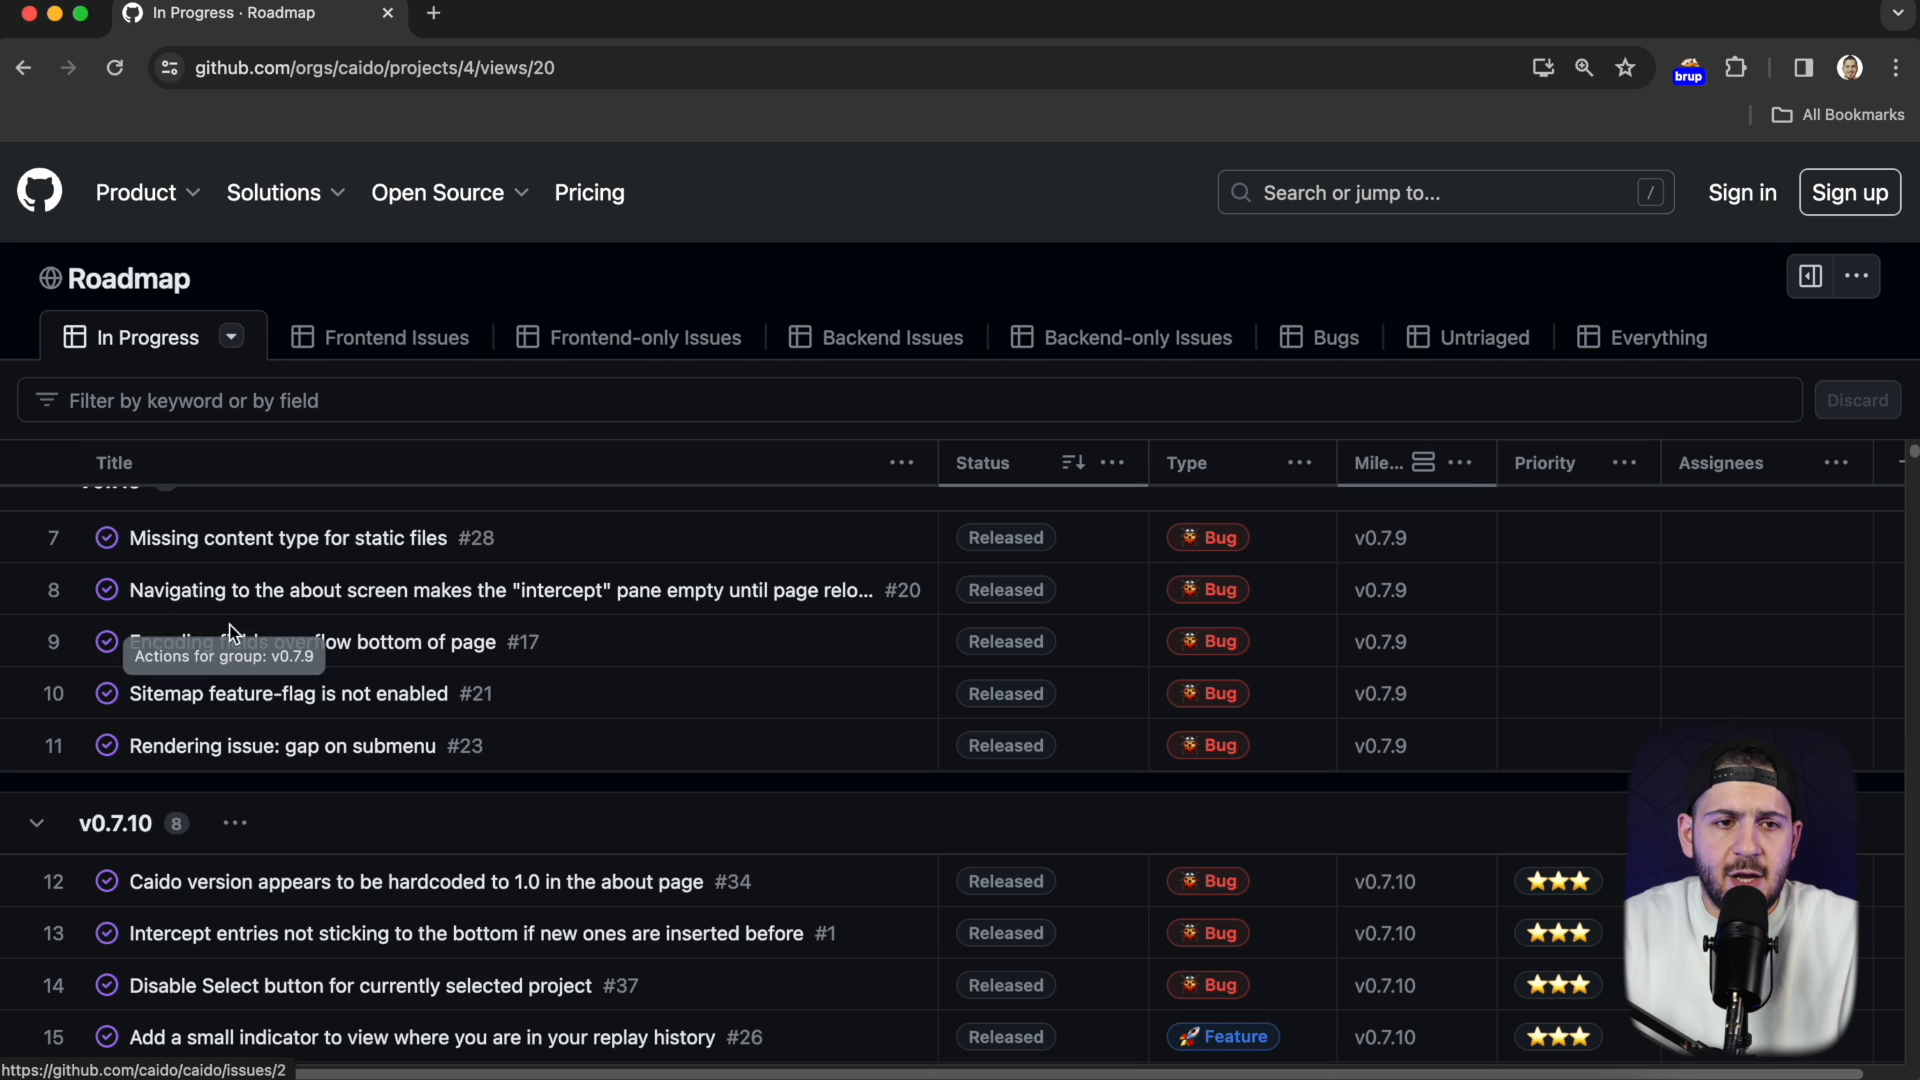 In Progress · Roadmap
github.com/orgs/caido/projects/4/views/20
brup
All Bookmarks
Product
Solutions
Open Source
Pricing
Search or jump to...
/
Sign in
Sign up
Roadmap
In Progress
Frontend Issues
Frontend-only Issues
Backend Issues
Backend-only Issues
Bugs
Untriaged
Everything
Filter by keyword or by field
Discard
Title
Status
Type
Mile...
Priority
Assignees
7 Missing content type for static files #28 Released Bug v0.7.9
8 Navigating to the about screen makes the "intercept" pane empty until page relo... #20 Released Bug v0.7.9
9 Encoding fields overflow bottom of page #17 Released Bug v0.7.9
Actions for group: v0.7.9
10 Sitemap feature-flag is not enabled #21 Released Bug v0.7.9
11 Rendering issue: gap on submenu #23 Released Bug v0.7.9
v0.7.10 8
12 Caido version appears to be hardcoded to 1.0 in the about page #34 Released Bug v0.7.10
13 Intercept entries not sticking to the bottom if new ones are inserted before #1 Released Bug v0.7.10
14 Disable Select button for currently selected project #37 Released Bug v0.7.10
15 Add a small indicator to view where you are in your replay history #26 Released Feature v0.7.10
https://github.com/caido/caido/issues/2